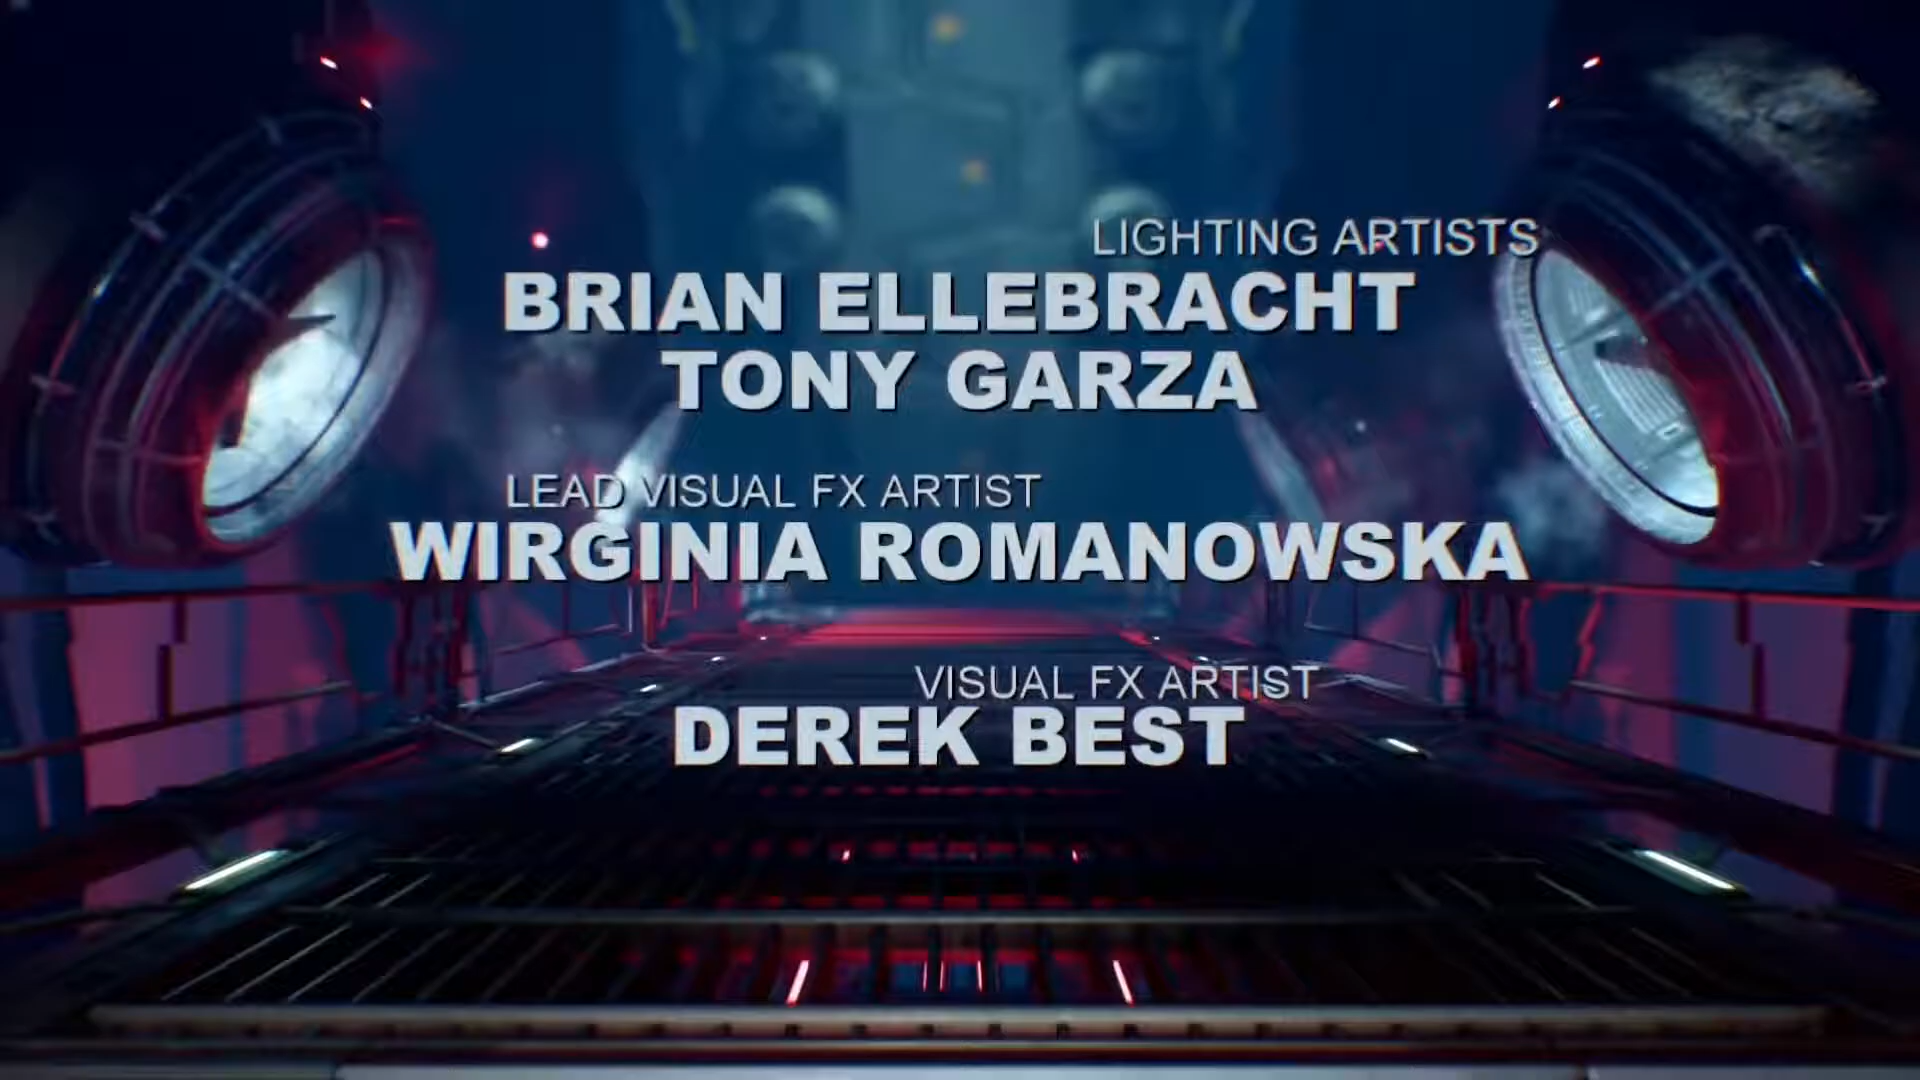 LIGHTING ARTISTS
BRIAN ELLEBRACHT
TONY GARZA
LEAD VISUAL FX ARTIST
WIRGINIA ROMANOWSKA
VISUAL FX ARTIST
DEREK BEST